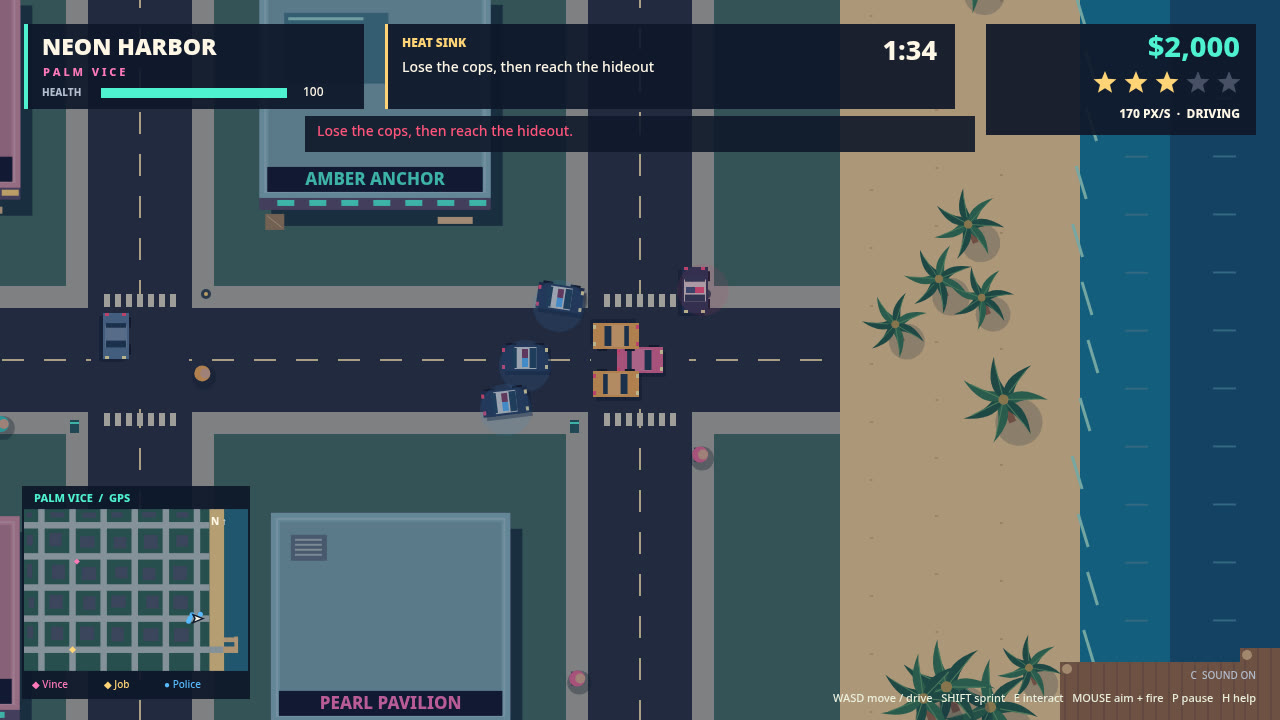 NEON HARBOR
PALM VICE
HEALTH 100
HEAT SINK
Lose the cops, then reach the hideout
1:34
$2,000
170 PX/S · DRIVING
Lose the cops, then reach the hideout.
AMBER ANCHOR
PALM VICE / GPS
N
Vince Job Police
PEARL PAVILION
C SOUND ON
WASD move / drive SHIFT sprint E interact MOUSE aim + fire P pause H help